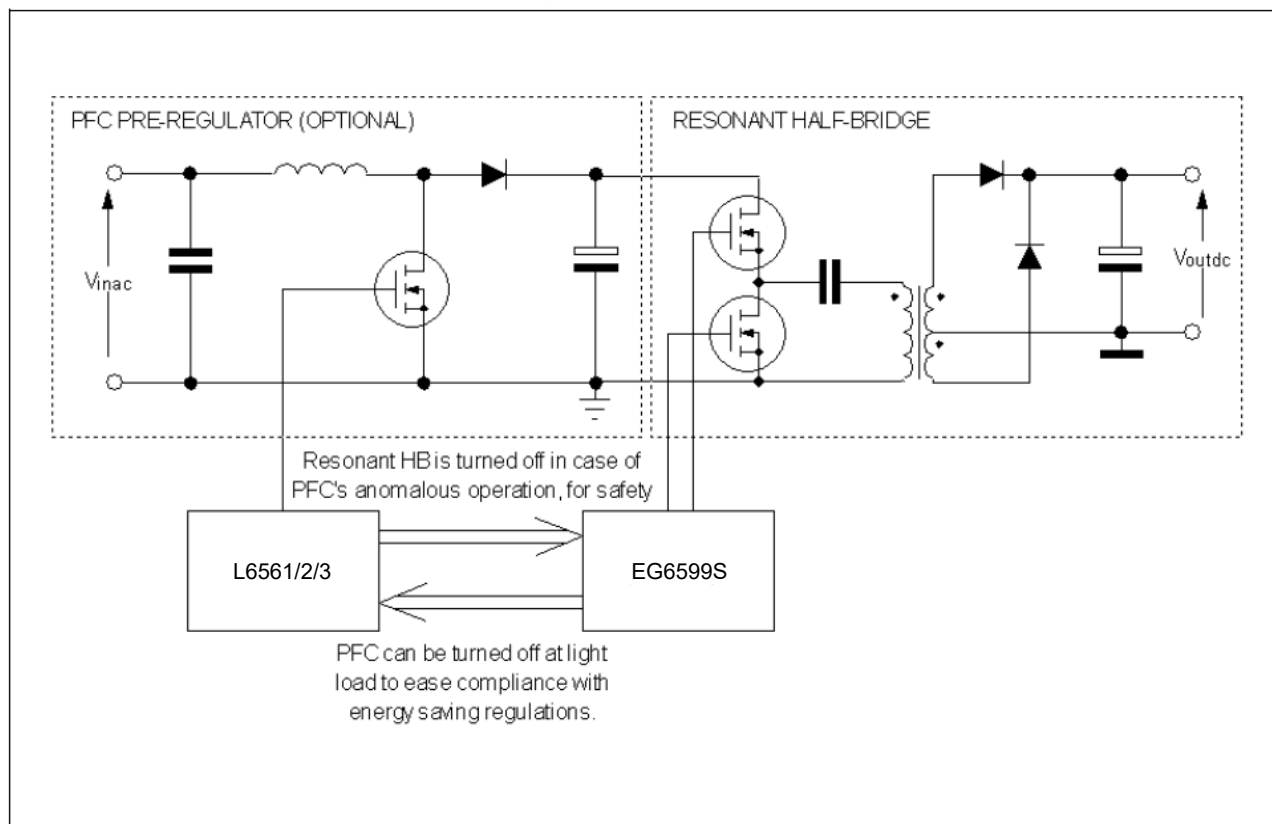 PFC PRE-REGULATOR (OPTIONAL)
RESONANT HALF-BRIDGE
Vinac
Voutdc
Resonant HB is turned off in case of
PFC's anomalous operation, for safety
L6561/2/3
EG6599S
PFC can be turned off at light
load to ease compliance with
energy saving regulations.